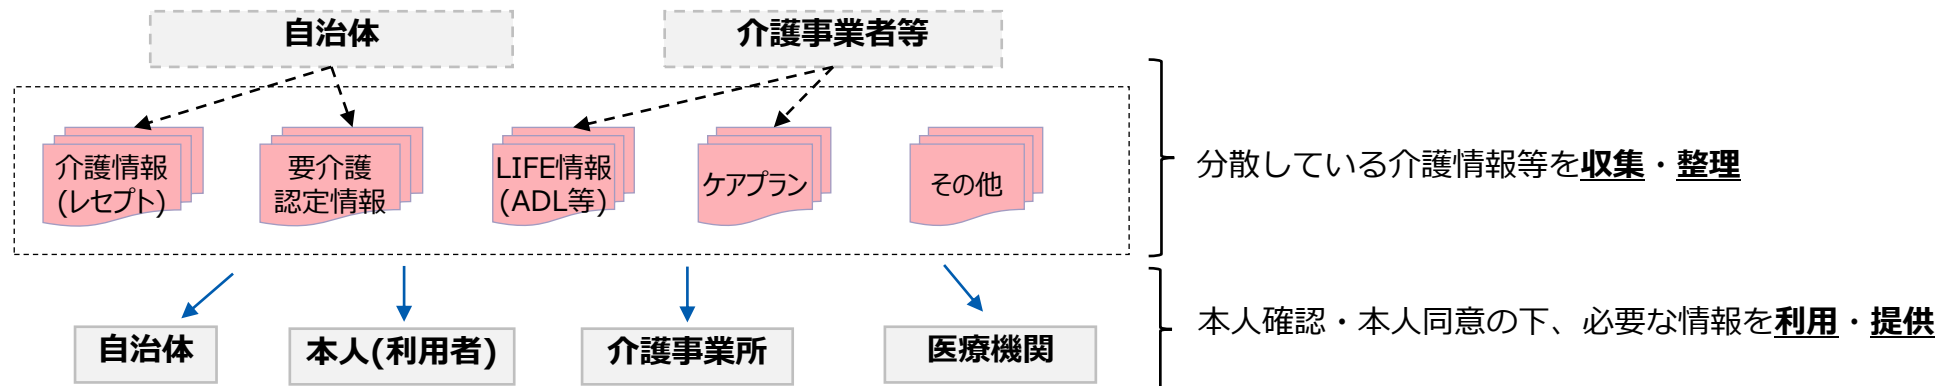 自治体
介護事業者等
介護情報
(レセプト)
要介護
認定情報
LIFE情報
(ADL等)
ケアプラン
その他
分散している介護情報等を収集・整理
自治体
本人(利用者)
介護事業所
医療機関
本人確認・本人同意の下、必要な情報を利用・提供